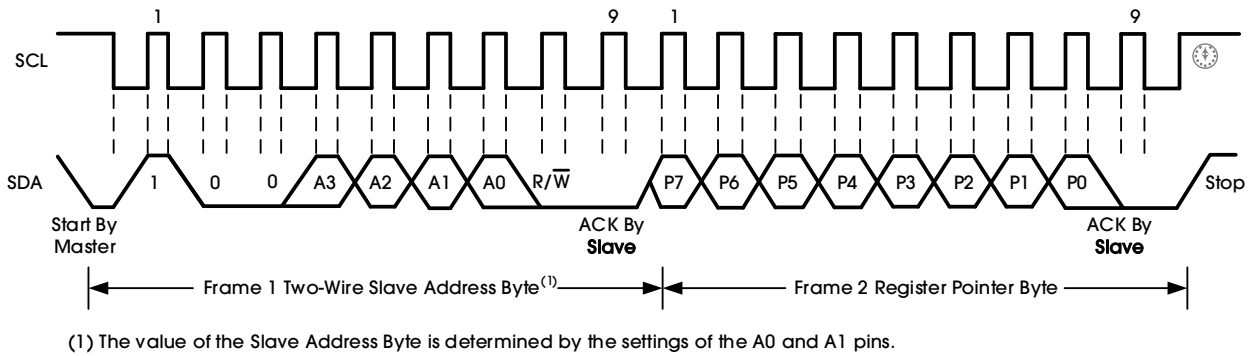 1 9 1 9
SCL
SDA 1 0 0 A3 A2 A1 A0 R/W̅ P7 P6 P5 P4 P3 P2 P1 P0 Stop
Start By ACK By ACK By
Master Slave Slave
Frame 1 Two-Wire Slave Address Byte(1) Frame 2 Register Pointer Byte
(1) The value of the Slave Address Byte is determined by the settings of the A0 and A1 pins.